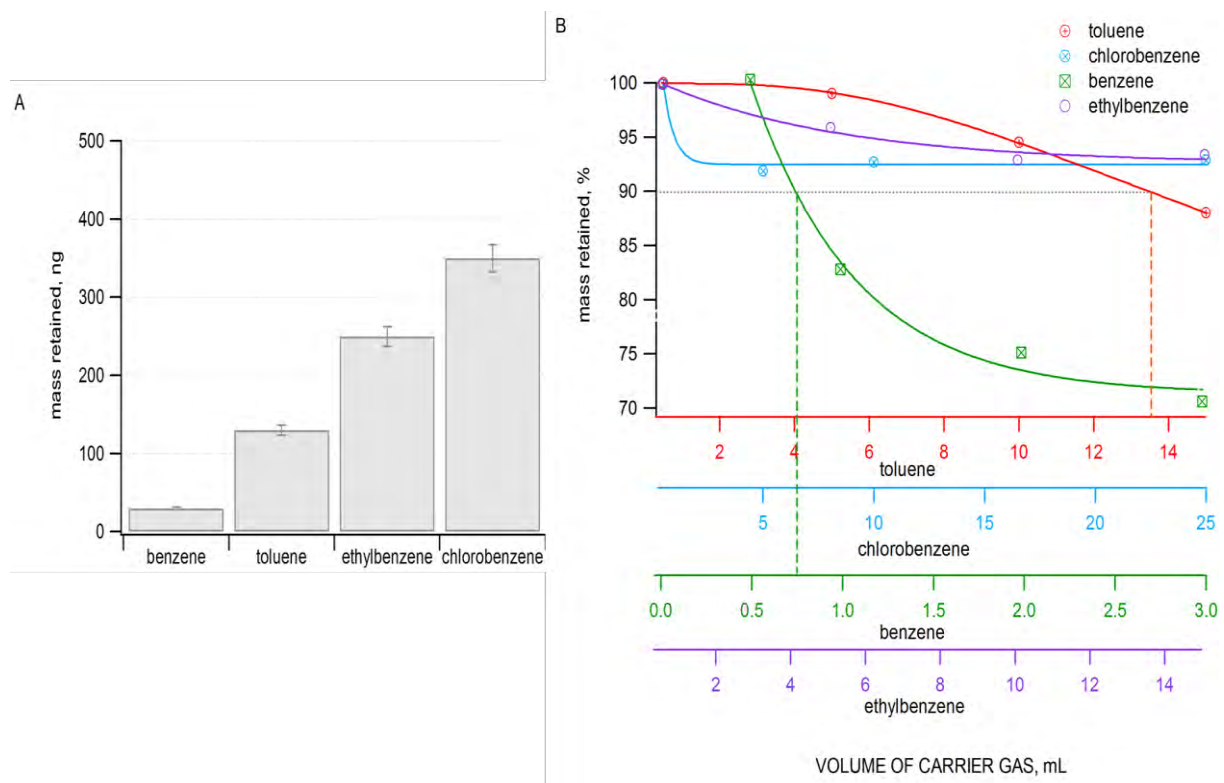 A
mass retained, ng
500
400
300
200
100
0
benzene toluene ethylbenzene chlorobenzene
B
toluene
chlorobenzene
benzene
ethylbenzene
mass retained, %
100
95
90
85
80
75
70
2 4 6 8 10 12 14
toluene
5 10 15 20 25
chlorobenzene
0.0 0.5 1.0 1.5 2.0 2.5 3.0
benzene
2 4 6 8 10 12 14
ethylbenzene
VOLUME OF CARRIER GAS, mL